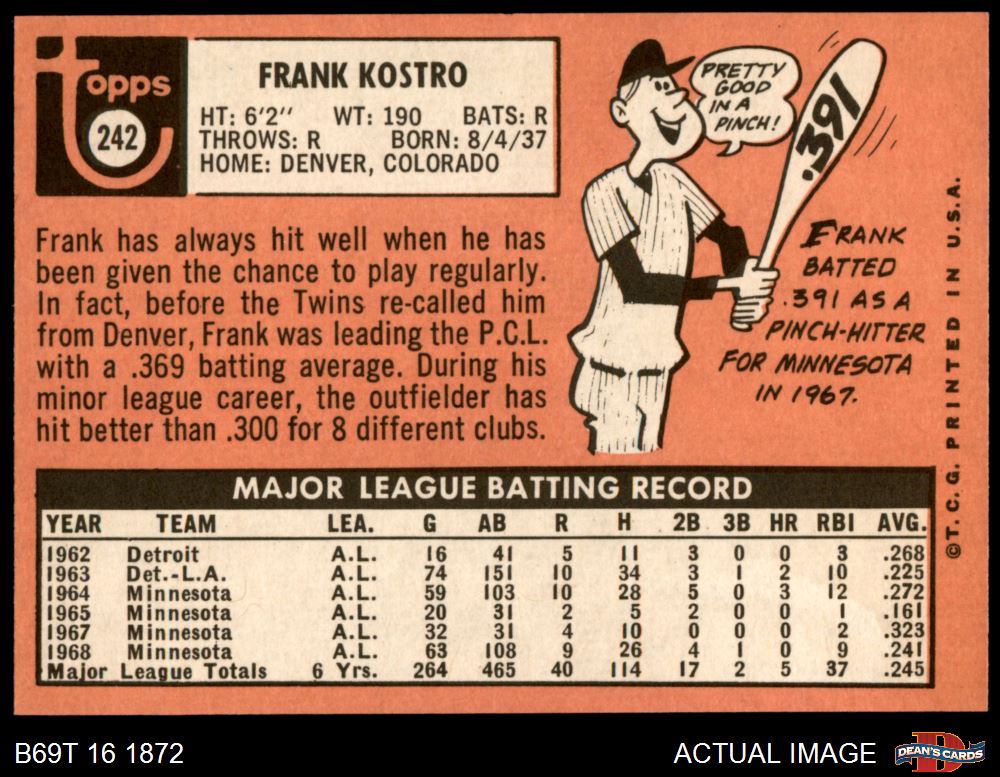 Topps
242
FRANK KOSTRO
HT: 6'2" WT: 190 BATS: R
THROWS: R BORN: 8/4/37
HOME: DENVER, COLORADO
PRETTY
GOOD
IN A
PINCH!
.391
FRANK
BATTED
.391 AS A
PINCH-HITTER
FOR MINNESOTA
IN 1967.
Frank has always hit well when he has
been given the chance to play regularly.
In fact, before the Twins re-called him
from Denver, Frank was leading the P.C.L.
with a .369 batting average. During his
minor league career, the outfielder has
hit better than .300 for 8 different clubs.
©T.C.G. PRINTED IN U.S.A.
MAJOR LEAGUE BATTING RECORD
YEAR TEAM LEA. G AB R H 2B 3B HR RBI AVG.
1962 Detroit A.L. 16 41 5 11 3 0 0 3 .268
1963 Det.-L.A. A.L. 74 151 10 34 3 1 2 10 .225
1964 Minnesota A.L. 59 103 10 28 5 0 3 12 .272
1965 Minnesota A.L. 20 31 2 5 2 0 0 1 .161
1967 Minnesota A.L. 32 31 4 10 0 0 0 2 .323
1968 Minnesota A.L. 63 108 9 26 4 1 0 9 .241
Major League Totals 6 Yrs. 264 465 40 114 17 2 5 37 .245
B69T 16 1872
ACTUAL IMAGE
D
DEAN'S CARDS